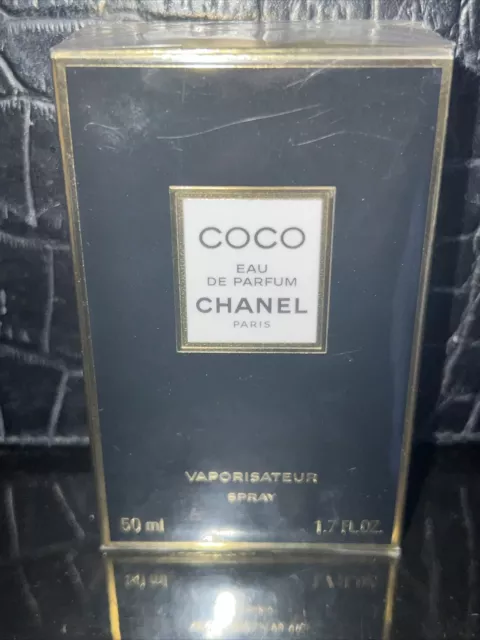 COCO
EAU
DE PARFUM
CHANEL
PARIS
VAPORISATEUR
SPRAY
50 ml 1.7 FL.OZ.